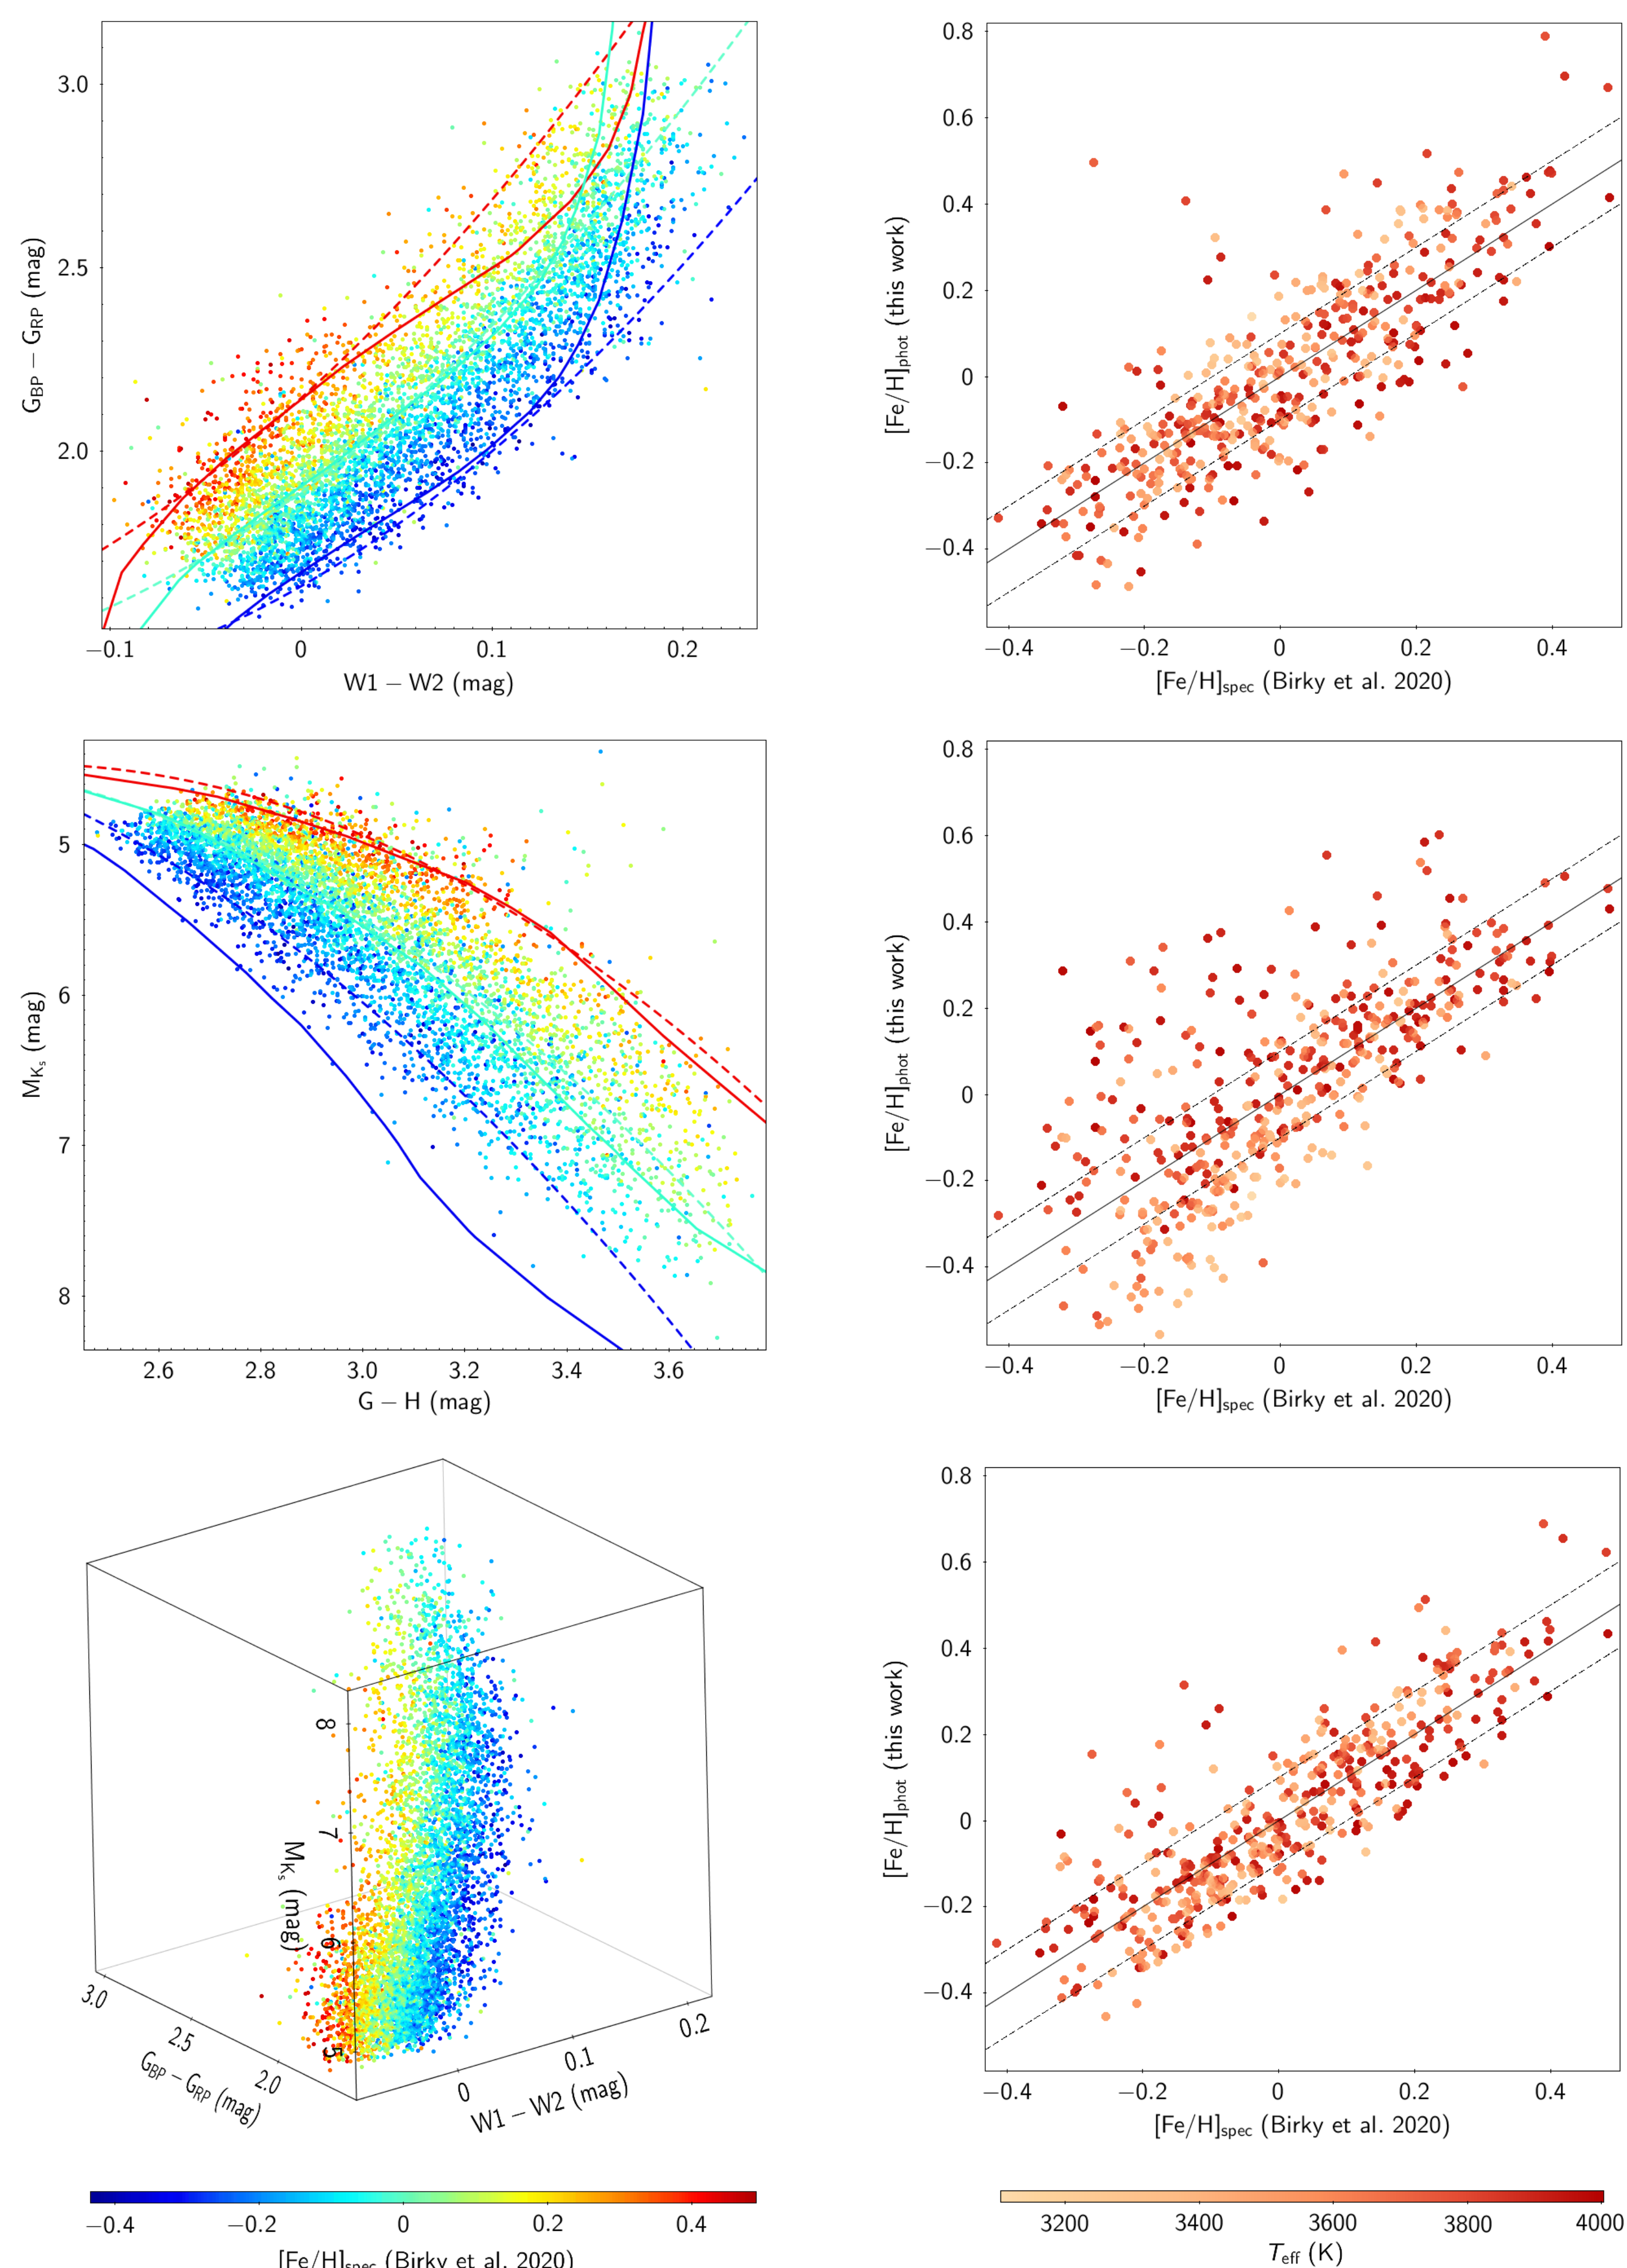 3.0
2.5
2.0
G_BP − G_RP (mag)
−0.1 0 0.1 0.2
W1 − W2 (mag)
0.8
0.6
0.4
0.2
0
−0.2
−0.4
[Fe/H]_phot (this work)
−0.4 −0.2 0 0.2 0.4
[Fe/H]_spec (Birky et al. 2020)
5
6
7
8
M_Ks (mag)
2.6 2.8 3.0 3.2 3.4 3.6
G − H (mag)
0.8
0.6
0.4
0.2
0
−0.2
−0.4
[Fe/H]_phot (this work)
−0.4 −0.2 0 0.2 0.4
[Fe/H]_spec (Birky et al. 2020)
8
7
6
5
M_Ks (mag)
3.0 2.5 2.0
G_BP − G_RP (mag)
0 0.1 0.2
W1 − W2 (mag)
0.8
0.6
0.4
0.2
0
−0.2
−0.4
[Fe/H]_phot (this work)
−0.4 −0.2 0 0.2 0.4
[Fe/H]_spec (Birky et al. 2020)
−0.4 −0.2 0 0.2 0.4
[Fe/H]_spec (Birky et al. 2020)
3200 3400 3600 3800 4000
T_eff (K)